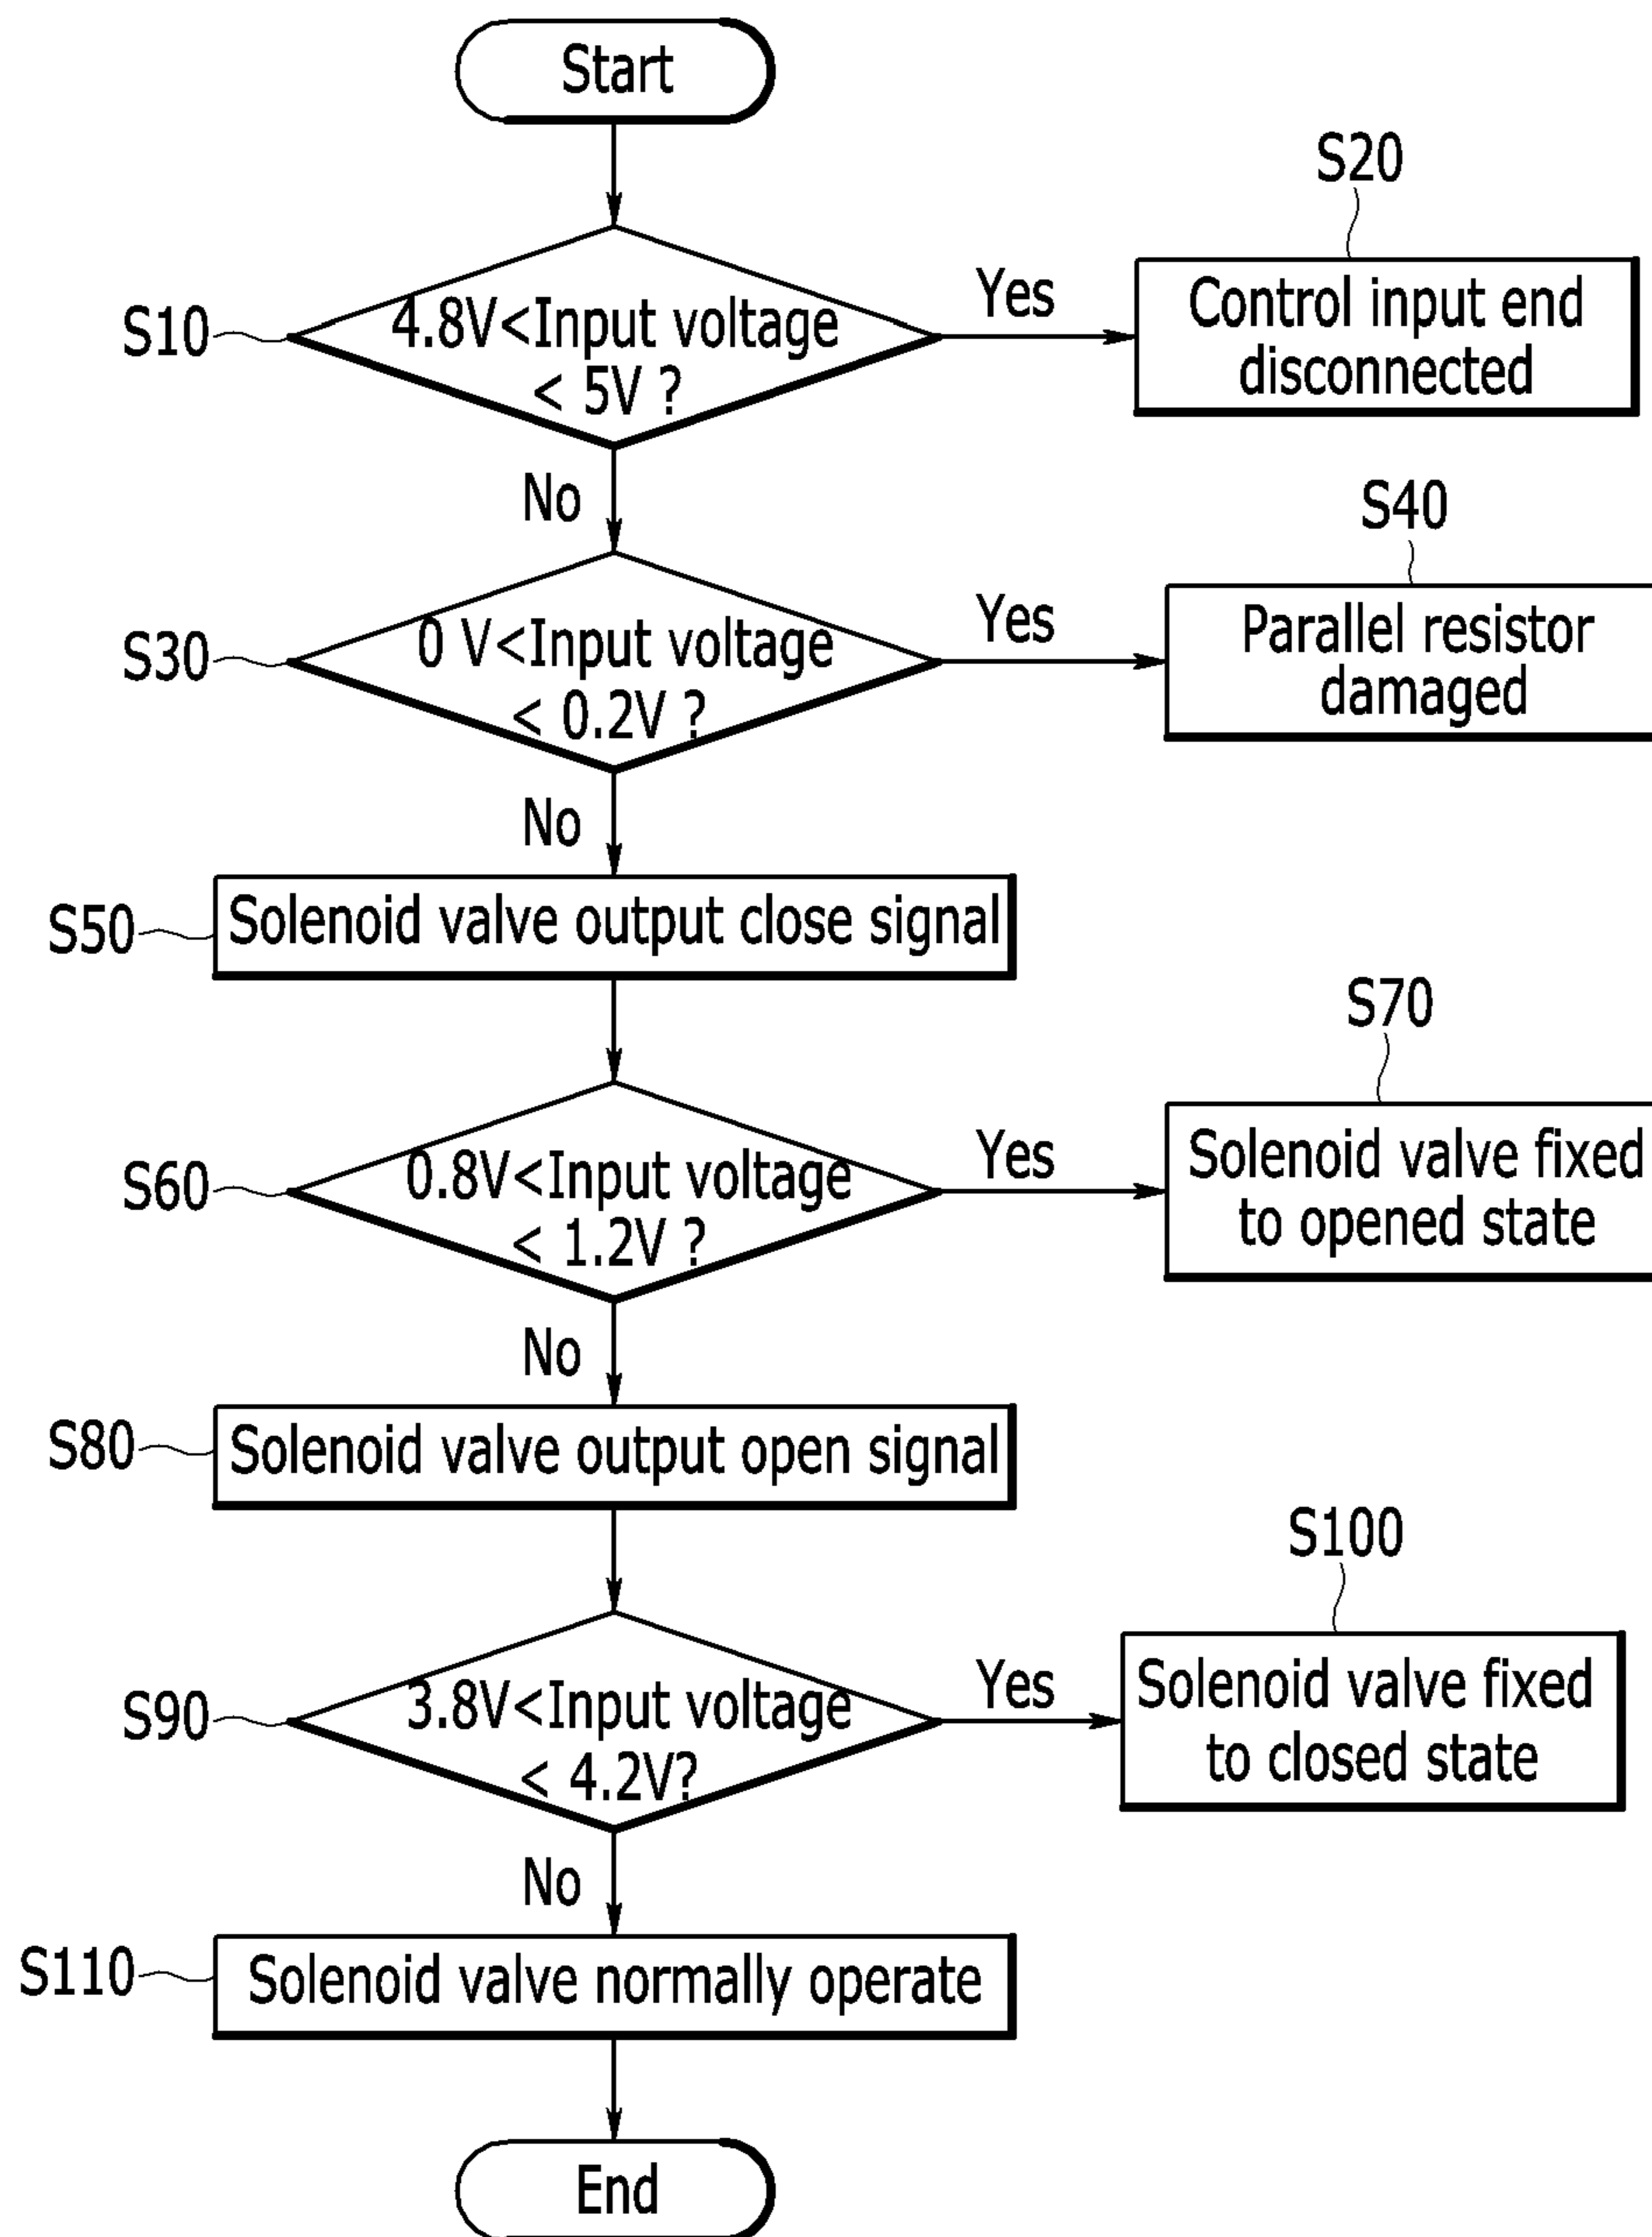 Start
S20
S10
4.8V<Input voltage
< 5V ?
Yes
Control input end
disconnected
No
S40
S30
0 V<Input voltage
< 0.2V ?
Yes
Parallel resistor
damaged
No
S50
Solenoid valve output close signal
S70
S60
0.8V<Input voltage
< 1.2V ?
Yes
Solenoid valve fixed
to opened state
No
S80
Solenoid valve output open signal
S100
S90
3.8V<Input voltage
< 4.2V?
Yes
Solenoid valve fixed
to closed state
No
S110
Solenoid valve normally operate
End